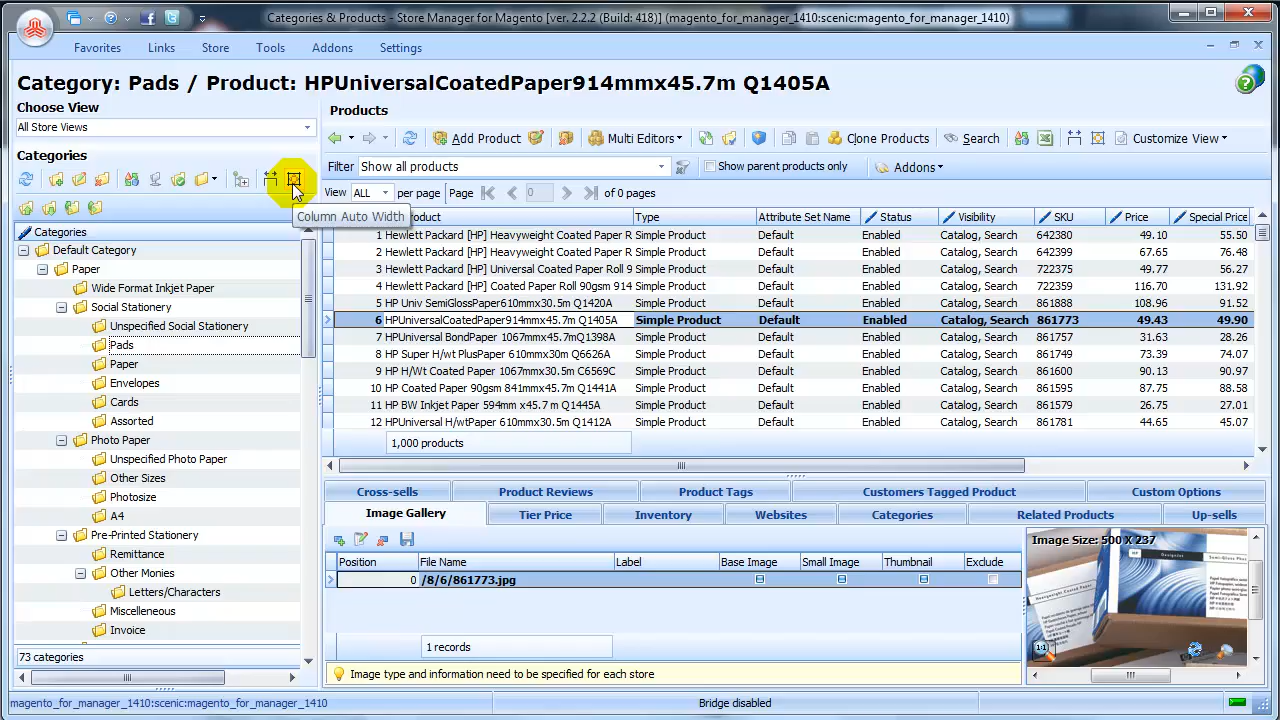 Categories & Products - Store Manager for Magento [ver. 2.2.2 (Build: 418)] (magento_for_manager_1410:scenic:magento_for_manager_1410)
Favorites Links Store Tools Addons Settings
Category: Pads / Product: HPUniversalCoatedPaper914mmx45.7m Q1405A
Choose View
All Store Views
Categories
Column Auto Width
Categories
Default Category
Paper
Wide Format Inkjet Paper
Social Stationery
Unspecified Social Stationery
Pads
Paper
Envelopes
Cards
Assorted
Photo Paper
Unspecified Photo Paper
Other Sizes
Photosize
A4
Pre-Printed Stationery
Remittance
Other Monies
Letters/Characters
Miscellaneous
Invoice
73 categories
Products
Add Product Multi Editors Clone Products Search Customize View
Filter Show all products Show parent products only Addons
View ALL per page Page 0 of 0 pages
oduct Type Attribute Set Name Status Visibility SKU Price Special Price
1 Hewlett Packard [HP] Heavyweight Coated Paper R Simple Product Default Enabled Catalog, Search 642380 49.10 55.50
2 Hewlett Packard [HP] Heavyweight Coated Paper R Simple Product Default Enabled Catalog, Search 642399 67.65 76.48
3 Hewlett Packard [HP] Universal Coated Paper Roll 9 Simple Product Default Enabled Catalog, Search 722375 49.77 56.27
4 Hewlett Packard [HP] Coated Paper Roll 90gsm 914 Simple Product Default Enabled Catalog, Search 722359 116.70 131.92
5 HP Univ SemiGlossPaper610mmx30.5m Q1420A Simple Product Default Enabled Catalog, Search 861888 108.96 91.52
6 HPUniversalCoatedPaper914mmx45.7m Q1405A Simple Product Default Enabled Catalog, Search 861773 49.43 49.90
7 HPUniversal BondPaper 1067mmx45.7mQ1398A Simple Product Default Enabled Catalog, Search 861757 31.63 28.26
8 HP Super H/wt PlusPaper 610mmx30m Q6626A Simple Product Default Enabled Catalog, Search 861749 73.39 74.07
9 HP H/Wt Coated Paper 1067mmx30.5m C6569C Simple Product Default Enabled Catalog, Search 861600 90.13 90.97
10 HP Coated Paper 90gsm 841mmx45.7m Q1441A Simple Product Default Enabled Catalog, Search 861595 87.75 88.58
11 HP BW Inkjet Paper 594mm x45.7 m Q1445A Simple Product Default Enabled Catalog, Search 861579 26.75 27.01
12 HPUniversal H/wtPaper 610mmx30.5m Q1412A Simple Product Default Enabled Catalog, Search 861781 44.65 45.07
1,000 products
Cross-sells Product Reviews Product Tags Customers Tagged Product Custom Options
Image Gallery Tier Price Inventory Websites Categories Related Products Up-sells
Position File Name Label Base Image Small Image Thumbnail Exclude
0 /8/6/861773.jpg
1 records
Image type and information need to be specified for each store
Image Size: 500 X 237
1:1
magento_for_manager_1410:scenic:magento_for_manager_1410 Bridge disabled